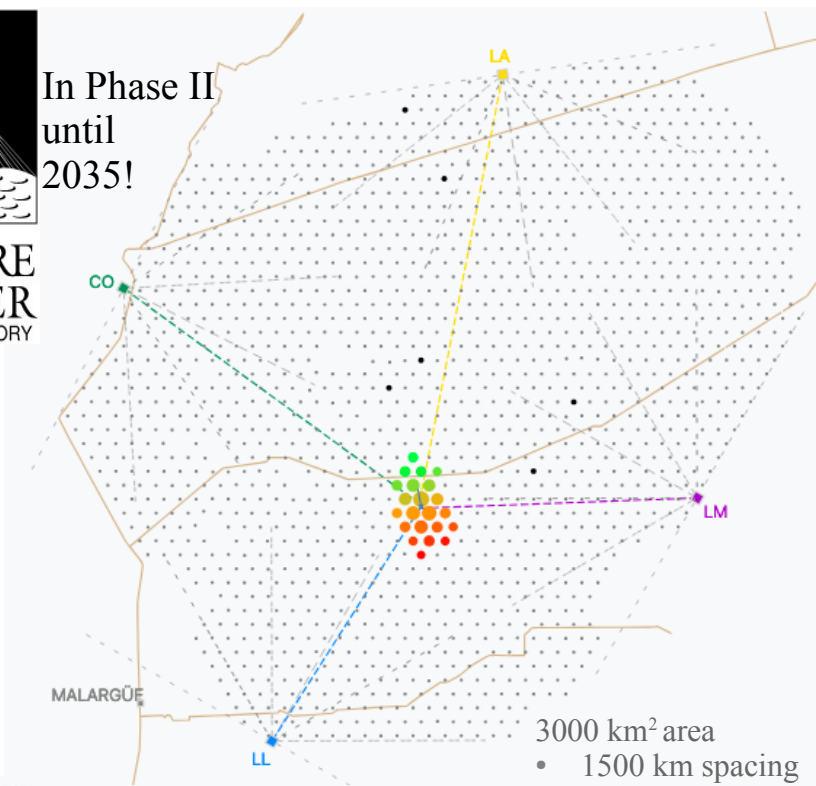 In Phase II
until
2035!
RE
ER
ORY
LA
CO
LM
MALARGÜE
LL
3000 km² area
• 1500 km spacing